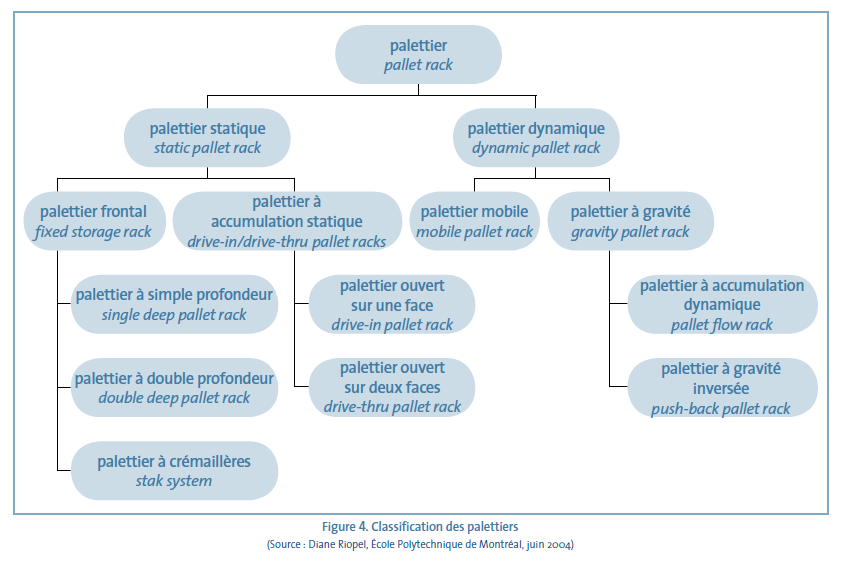 palettier
pallet rack
palettier statique
static pallet rack
palettier dynamique
dynamic pallet rack
palettier frontal
fixed storage rack
palettier à
accumulation statique
drive-in/drive-thru pallet racks
palettier mobile
mobile pallet rack
palettier à gravité
gravity pallet rack
palettier à simple profondeur
single deep pallet rack
palettier ouvert
sur une face
drive-in pallet rack
palettier à accumulation
dynamique
pallet flow rack
palettier à double profondeur
double deep pallet rack
palettier ouvert
sur deux faces
drive-thru pallet rack
palettier à gravité
inversée
push-back pallet rack
palettier à crémaillères
stak system
Figure 4. Classification des palettiers
(Source : Diane Riopel, École Polytechnique de Montréal, juin 2004)